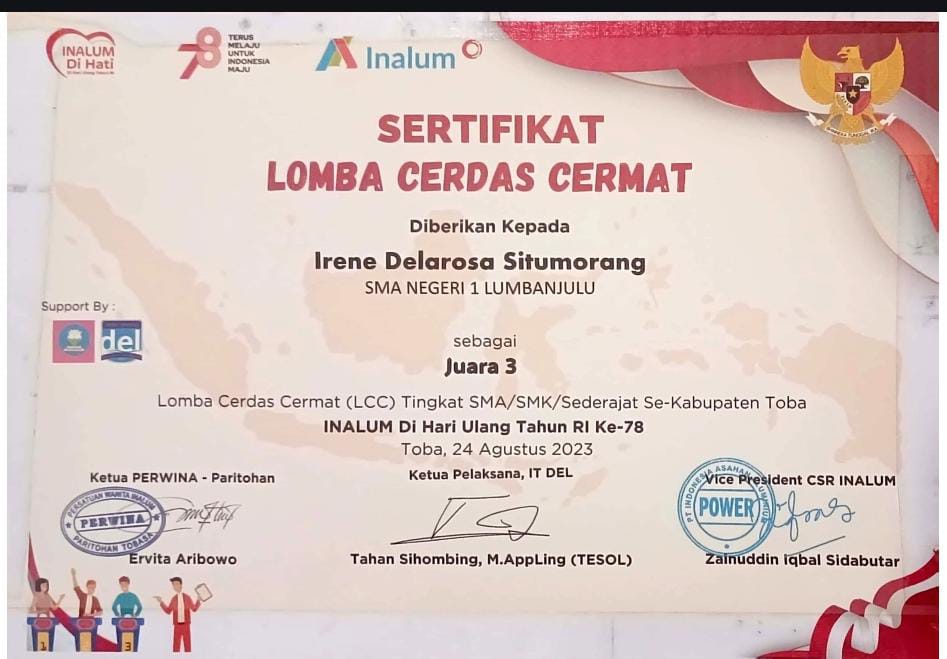 INALUM
Di Hati
78
TERUS
MELAJU
UNTUK
INDONESIA
MAJU
Inalum
SERTIFIKAT
LOMBA CERDAS CERMAT
Diberikan Kepada
Irene Delarosa Situmorang
SMA NEGERI 1 LUMBANJULU
Support By :
del
sebagai
Juara 3
Lomba Cerdas Cermat (LCC) Tingkat SMA/SMK/Sederajat Se-Kabupaten Toba
INALUM Di Hari Ulang Tahun RI Ke-78
Toba, 24 Agustus 2023
Ketua PERWINA - Paritohan
PERSATUAN WANITA INALUM
PERWINA
PARITOHAN TOBASA
Ervita Aribowo
Ketua Pelaksana, IT DEL
Tahan Sihombing, M.AppLing (TESOL)
Vice President CSR INALUM
PT INDONESIA ASAHAN
POWER
Zainuddin Iqbal Sidabutar
1 2 3